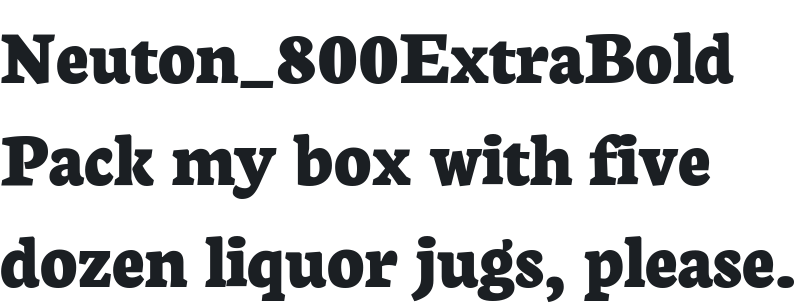 Neuton_800ExtraBold
Pack my box with five
dozen liquor jugs, please.